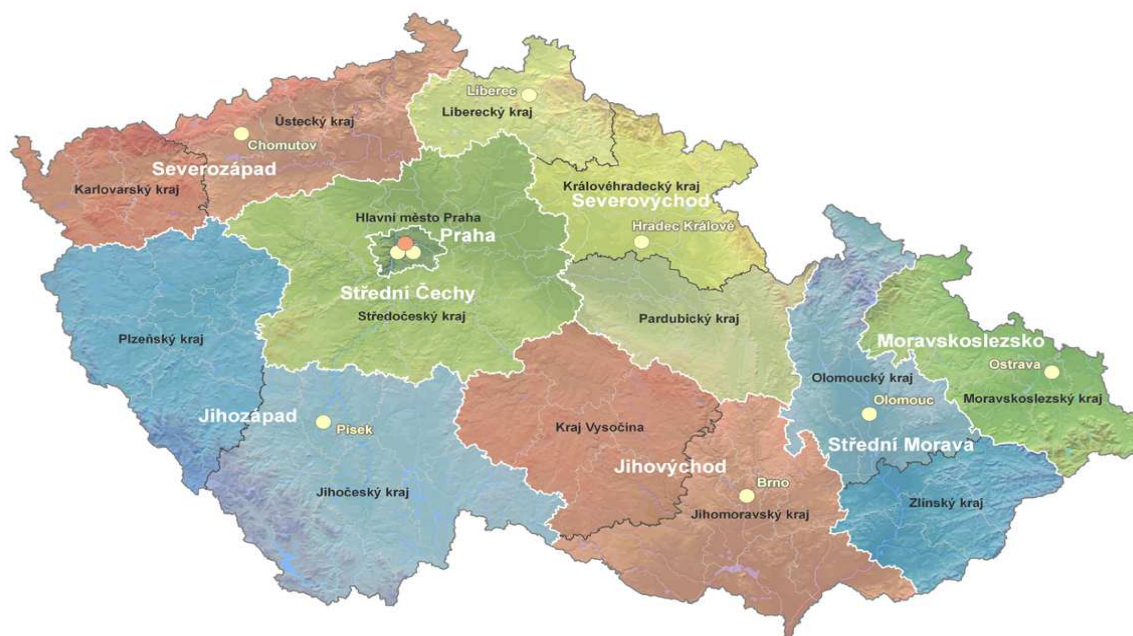 Liberec
Liberecký kraj
Ústecký kraj
Chomutov
Severozápad
Karlovarský kraj
Královéhradecký kraj
Severovýchod
Hradec Králové
Hlavní město Praha
Praha
Střední Čechy
Středočeský kraj
Pardubický kraj
Plzeňský kraj
Moravskoslezsko
Ostrava
Olomoucký kraj
Moravskoslezský kraj
Olomouc
Jihozápad
Písek
Kraj Vysočina
Střední Morava
Jihovýchod
Brno
Jihočeský kraj
Jihomoravský kraj
Zlínský kraj